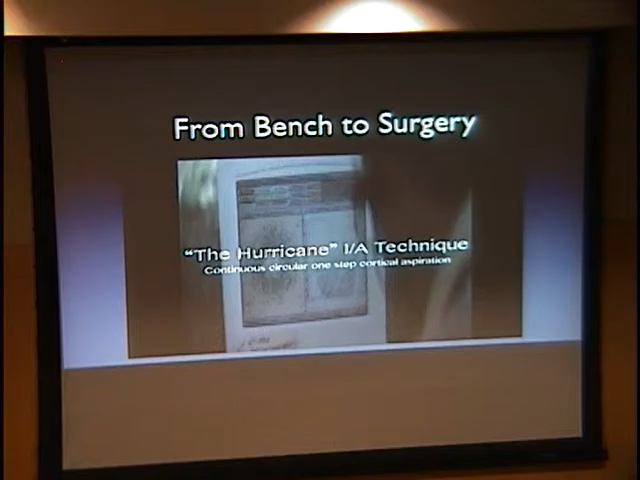 From Bench to Surgery
“The Hurricane” I/A Technique
Continuous circular one step cortical aspiration